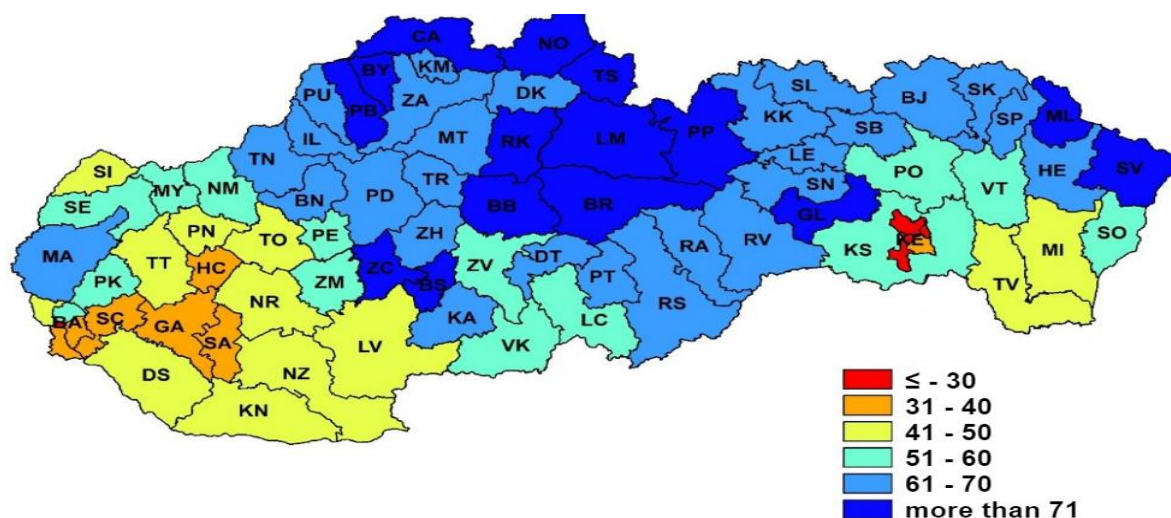 CA
NO
BY
KM
TS
PU
PB
ZA
DK
SL
BJ
SK
IL
MT
RK
LM
PP
KK
SB
SP
ML
TN
LE
HE
SV
SI
MY
NM
BN
PD
TR
SN
PO
VT
SE
BB
BR
GL
PN
TO
PE
ZH
RA
RV
KE
SO
MA
TT
HC
ZC
ZV
DT
KS
MI
PK
NR
ZM
BS
PT
TV
BA
SC
GA
SA
KA
LC
RS
DS
NZ
LV
VK
KN
≤ - 30
31 - 40
41 - 50
51 - 60
61 - 70
more than 71